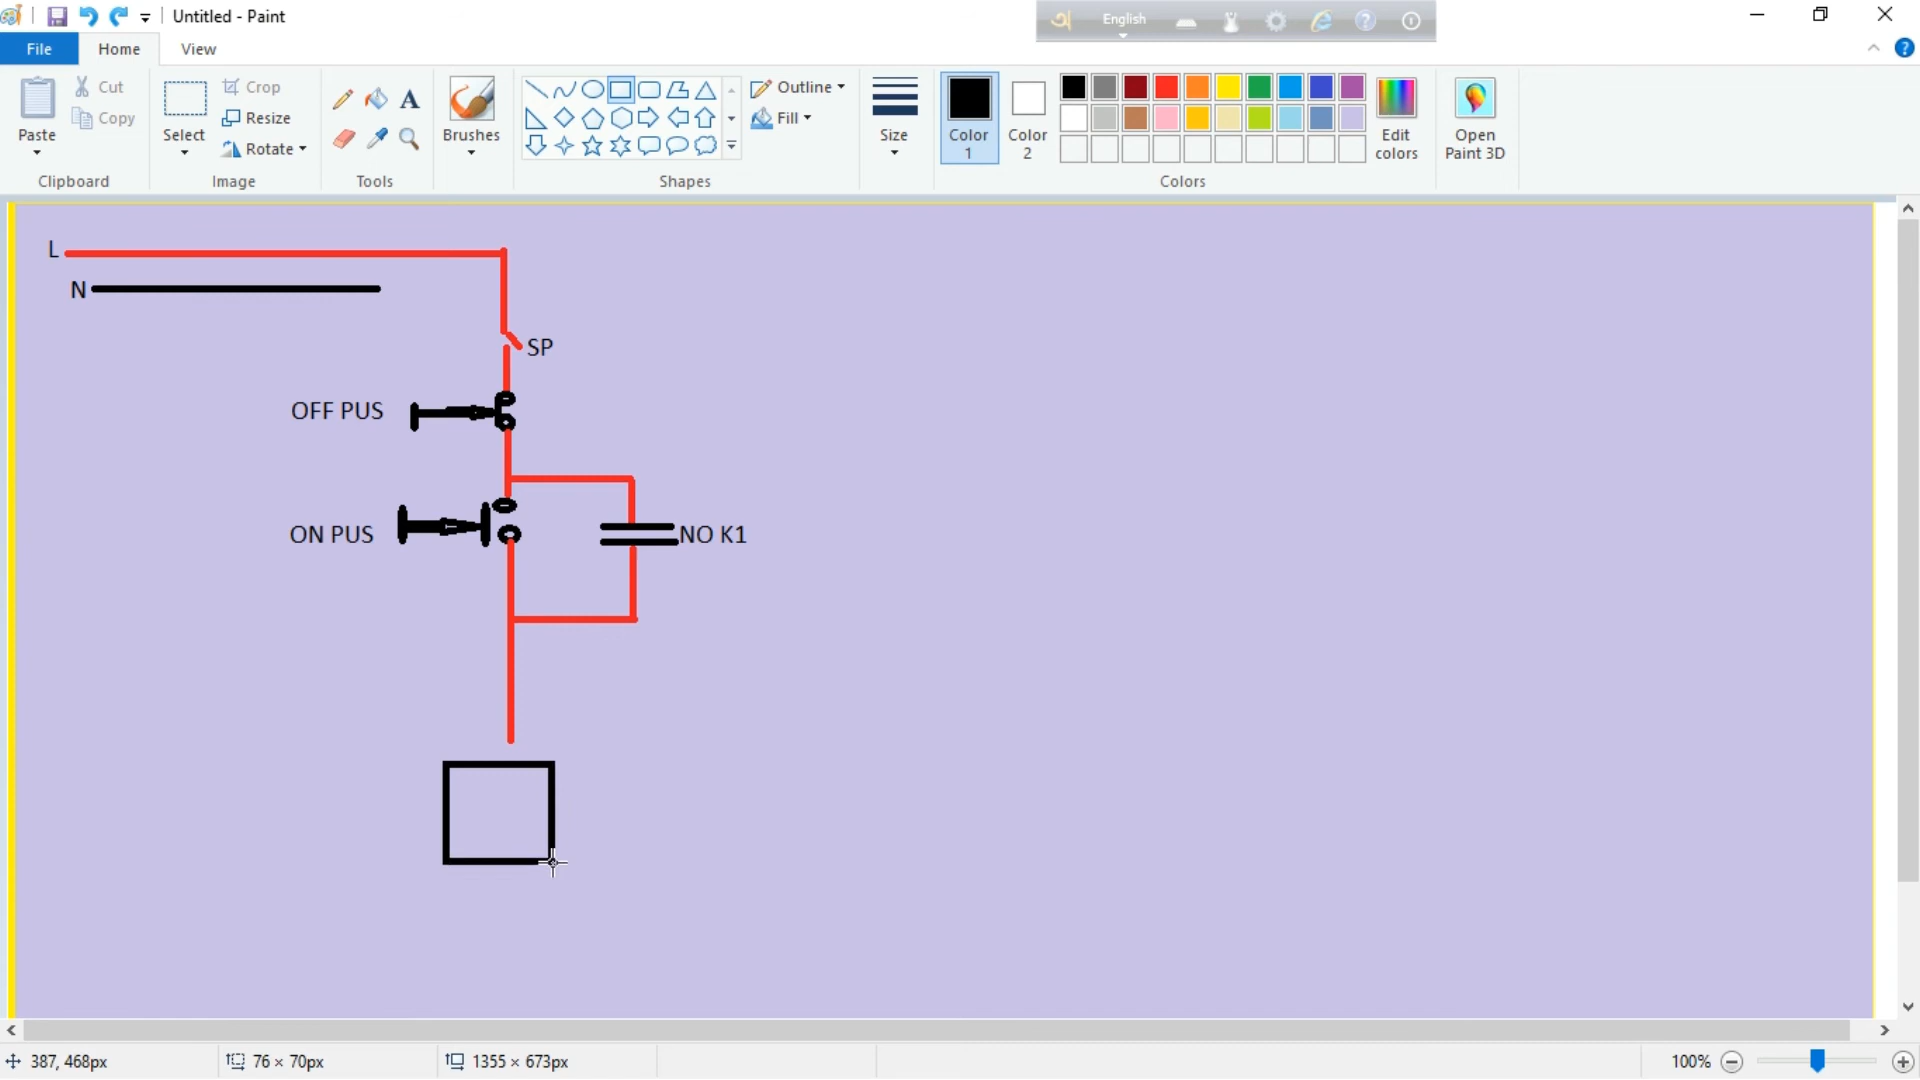 Untitled - Paint
English
File Home View
Paste Cut Copy
Clipboard
Select Crop Resize Rotate
Image
A
Tools
Brushes
Shapes
Outline
Fill
Size
Color 1
Color 2
Edit colors
Open Paint 3D
Colors
L
N
SP
OFF PUS
ON PUS
NO K1
387, 468px 76 × 70px 1355 × 673px 100%